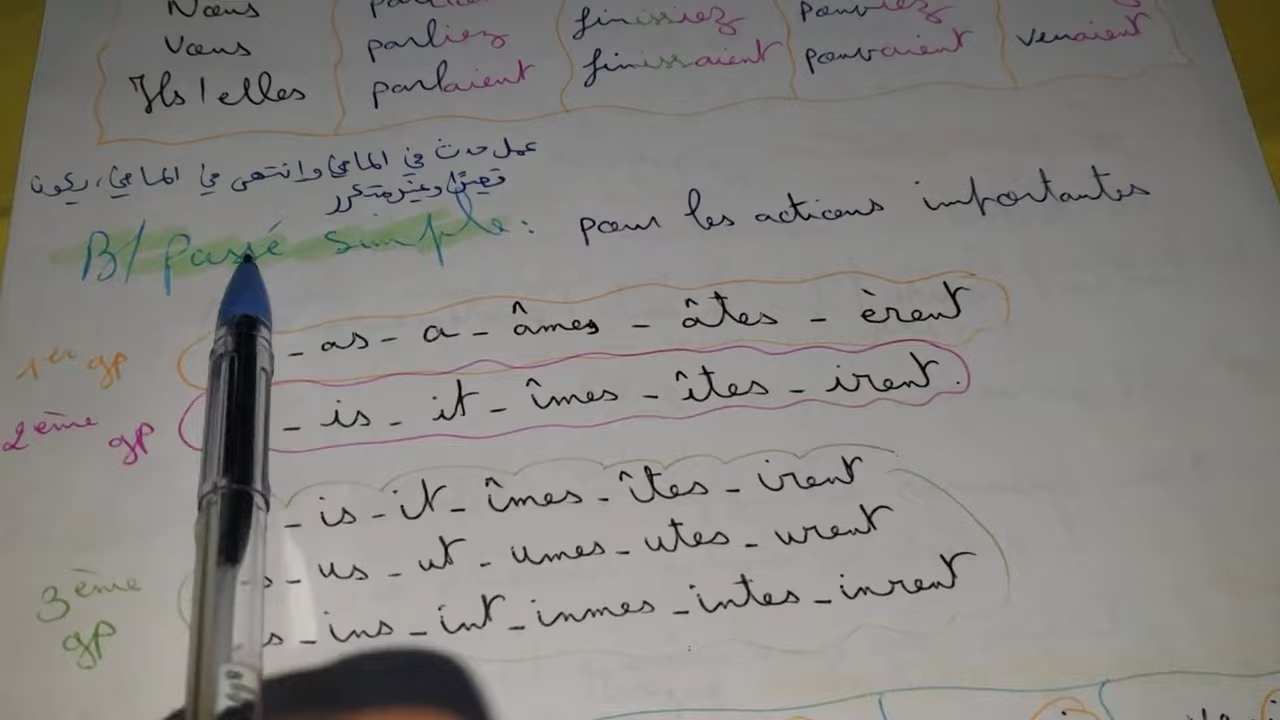 Nous finissiez pouviez
Vous parliez finissaient pouvaient venaient
Ils / elles parlaient
عمل حدث في الماضي وانتهى في الماضي، يكون
قصيرًا وغير متكرر
B/ Passé simple : pour les actions importantes
1er gp - as - a - âmes - âtes - èrent
2ème gp - is - it - îmes - îtes - irent.
- is - it - îmes - îtes - irent
s - us - ut - umes - utes - urent
3ème gp s - ins - int - inmes - intes - inrent